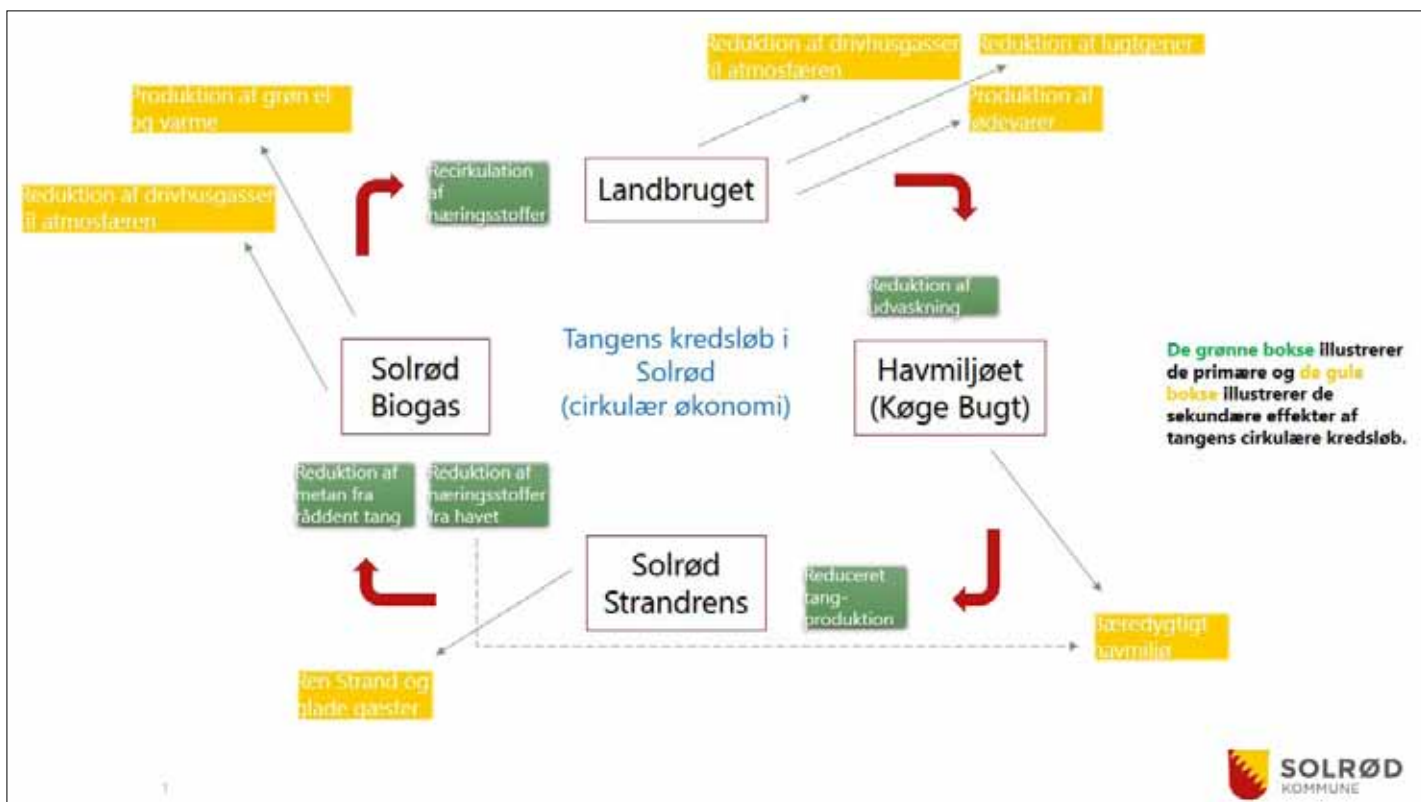 Reduktion af drivhusgasser
til atmosfæren
Reduktion af lugtgener
Produktion af
fødevarer
Produktion af grøn el
og varme
Reduktion af drivhusgasser
til atmosfæren
Recirkulation
af
næringsstoffer
Landbruget
Reduktion af
udvaskning
Solrød
Biogas
Tangens kredsløb i
Solrød
(cirkulær økonomi)
Havmiljøet
(Køge Bugt)
De grønne bokse illustrerer
de primære og de gule
bokse illustrerer de
sekundære effekter af
tangens cirkulære kredsløb.
Reduktion af
metan fra
råddent tang
Reduktion af
næringsstoffer
fra havet
Solrød
Strandrens
Reduceret
tang-
produktion
Bæredygtigt
havmiljø
Ren Strand og
glade gæster
1
SOLRØD
KOMMUNE